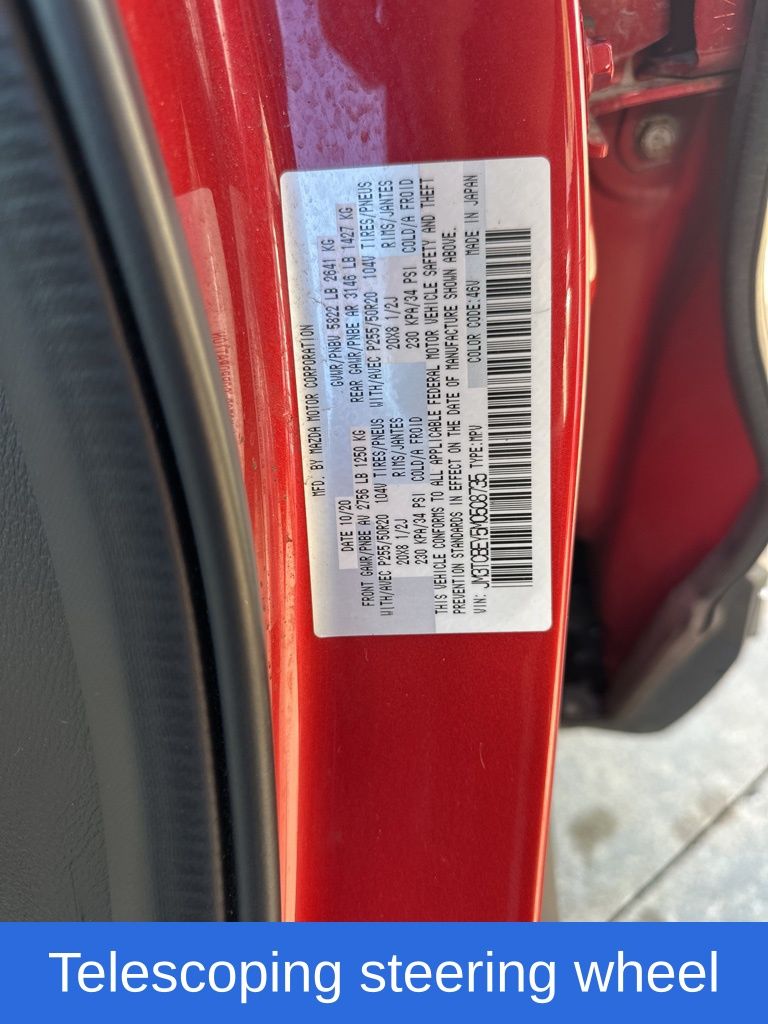 MFD. BY MAZDA MOTOR CORPORATION
DATE 10/20 GVWR/PNBV 5822 LB 2641 KG
FRONT GAWR/PNBE AV 2756 LB 1250 KG REAR GAWR/PNBE AR 3146 LB 1427 KG
WITH/AVEC P255/50R20 104V TIRES/PNEUS WITH/AVEC P255/50R20 104V TIRES/PNEUS
20X8 1/2J RIMS/JANTES 20X8 1/2J RIMS/JANTES
230 KPA/34 PSI COLD/A FROID 230 KPA/34 PSI COLD/A FROID
THIS VEHICLE CONFORMS TO ALL APPLICABLE FEDERAL MOTOR VEHICLE SAFETY AND THEFT
PREVENTION STANDARDS IN EFFECT ON THE DATE OF MANUFACTURE SHOWN ABOVE.
VIN: JM3TCBEY5M0508735 TYPE:MPV COLOR CODE:46V MADE IN JAPAN
Telescoping steering wheel